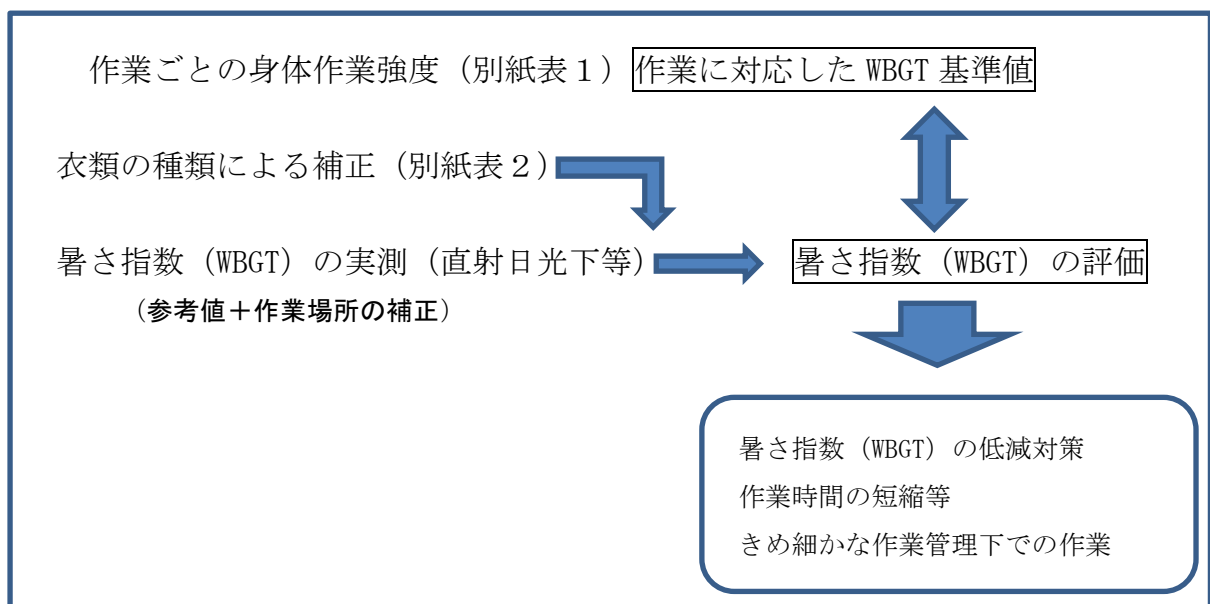 作業ごとの身体作業強度（別紙表１）作業に対応した WBGT 基準値
衣類の種類による補正（別紙表２）
暑さ指数（WBGT）の実測（直射日光下等） 暑さ指数（WBGT）の評価
（参考値＋作業場所の補正）
暑さ指数（WBGT）の低減対策
作業時間の短縮等
きめ細かな作業管理下での作業